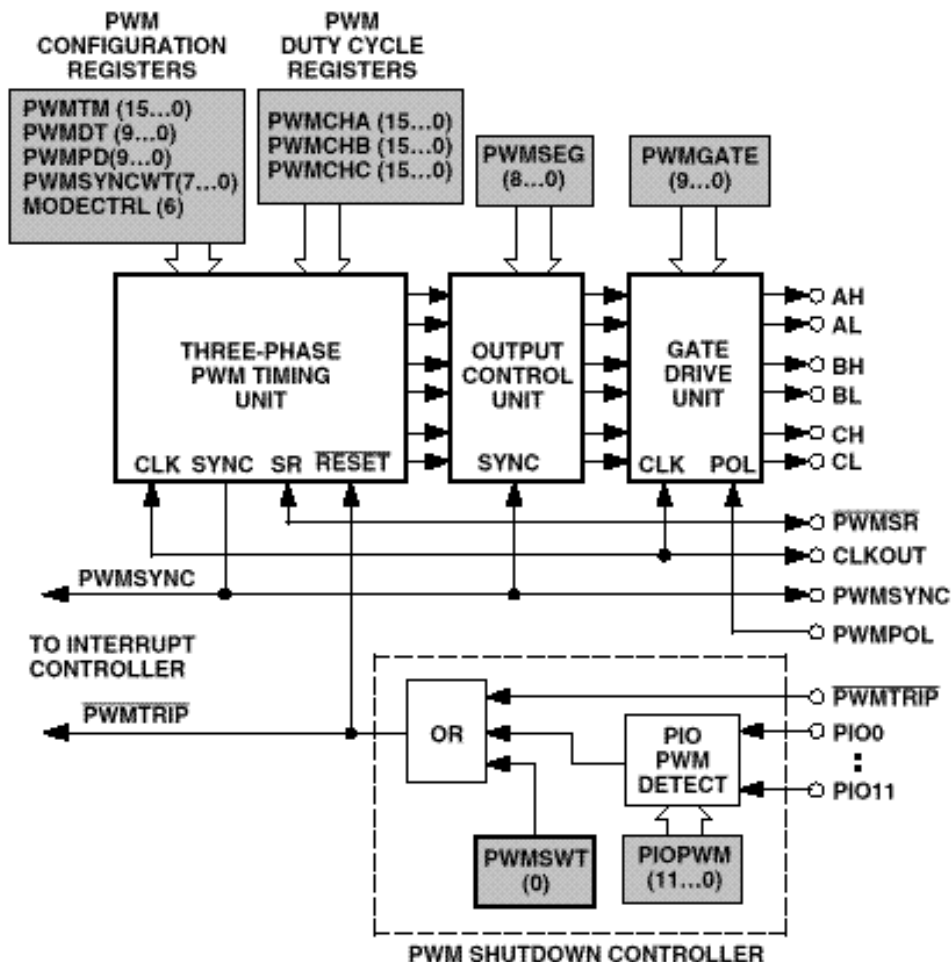 PWM
CONFIGURATION
REGISTERS
PWM
DUTY CYCLE
REGISTERS
PWMTM (15...0)
PWMDT (9...0)
PWMPD(9...0)
PWMSYNCWT(7...0)
MODECTRL (6)
PWMCHA (15...0)
PWMCHB (15...0)
PWMCHC (15...0)
PWMSEG
(8...0)
PWMGATE
(9...0)
THREE-PHASE
PWM TIMING
UNIT
CLK SYNC SR RESET
OUTPUT
CONTROL
UNIT
SYNC
GATE
DRIVE
UNIT
CLK POL
AH
AL
BH
BL
CH
CL
PWMSR
CLKOUT
PWMSYNC
PWMSYNC
PWMPOL
TO INTERRUPT
CONTROLLER
PWMTRIP
OR
PIO
PWM
DETECT
PWMTRIP
PIO0
:
PIO11
PWMSWT
(0)
PIOPWM
(11...0)
PWM SHUTDOWN CONTROLLER